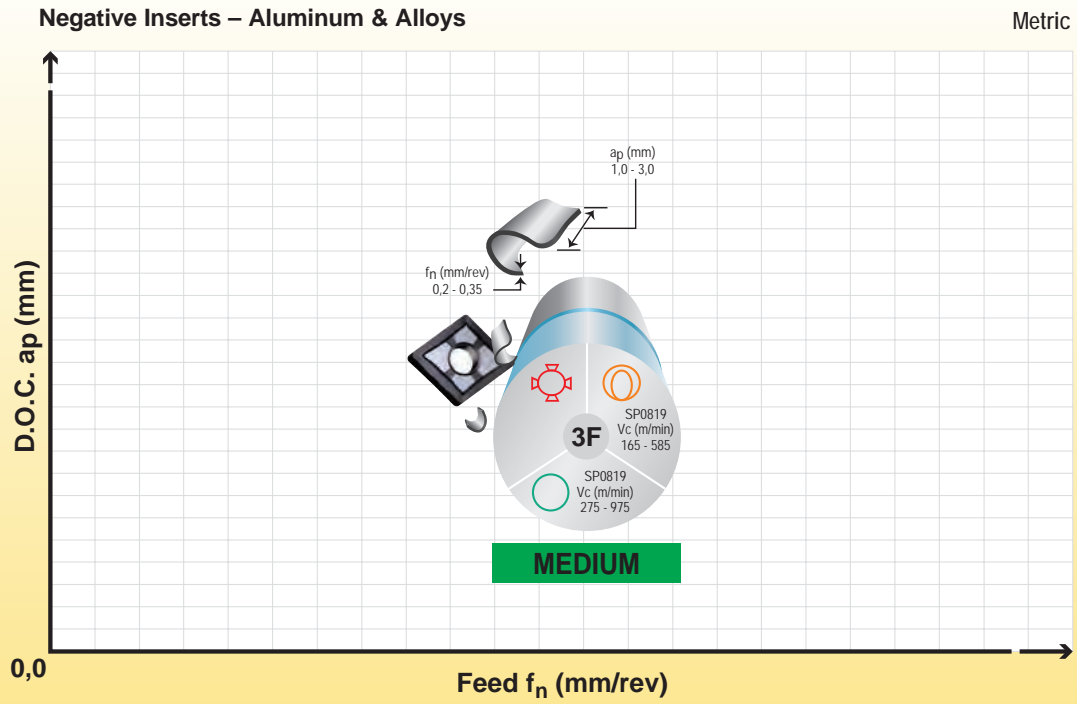 Negative Inserts – Aluminum & Alloys
Metric
ap (mm)
1,0 - 3,0
fn (mm/rev)
0,2 - 0,35
D.O.C. ap (mm)
SP0819
Vc (m/min)
165 - 585
3F
SP0819
Vc (m/min)
275 - 975
MEDIUM
0,0
Feed fn (mm/rev)